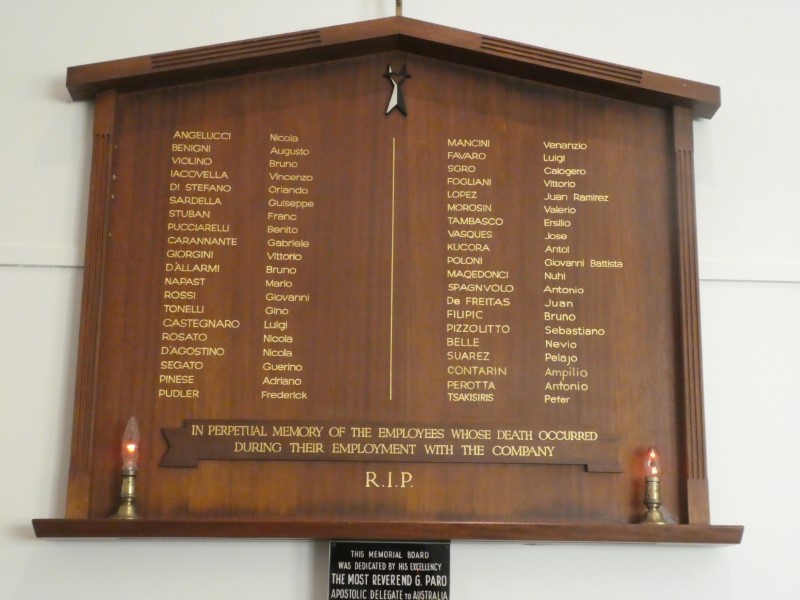 ANGELUCCI Nicola
BENIGNI Augusto
VIOLINO Bruno
IACOVELLA Vincenzo
DI STEFANO Orlando
SARDELLA Guiseppe
STUBAN Franc
PUCCIARELLI Benito
CARANNANTE Gabriele
GIORGINI Vittorio
D'ALLARMI Bruno
NAPAST Mario
ROSSI Giovanni
TONELLI Gino
CASTEGNARO Luigi
ROSATO Nicola
D'AGOSTINO Nicola
SEGATO Guerino
PINESE Adriano
PUDLER Frederick
MANCINI Venanzio
FAVARO Luigi
SGRO Calogero
FOGLIANI Vittorio
LOPEZ Juan Ramirez
MOROSIN Valerio
TAMBASCO Ersilio
VASQUES Jose
KUCORA Antol
POLONI Giovanni Battista
MAQEDONCI Nuhi
SPAGNVOLO Antonio
De FREITAS Juan
FILIPIC Bruno
PIZZOLITTO Sebastiano
BELLE Nevio
SUAREZ Pelajo
CONTARIN Ampilio
PEROTTA Antonio
TSAKISIRIS Peter
IN PERPETUAL MEMORY OF THE EMPLOYEES WHOSE DEATH OCCURRED
DURING THEIR EMPLOYMENT WITH THE COMPANY
R.I.P.
THIS MEMORIAL BOARD
WAS DEDICATED BY HIS EXCELLENCY
THE MOST REVEREND G. PARO
APOSTOLIC DELEGATE TO AUSTRALIA